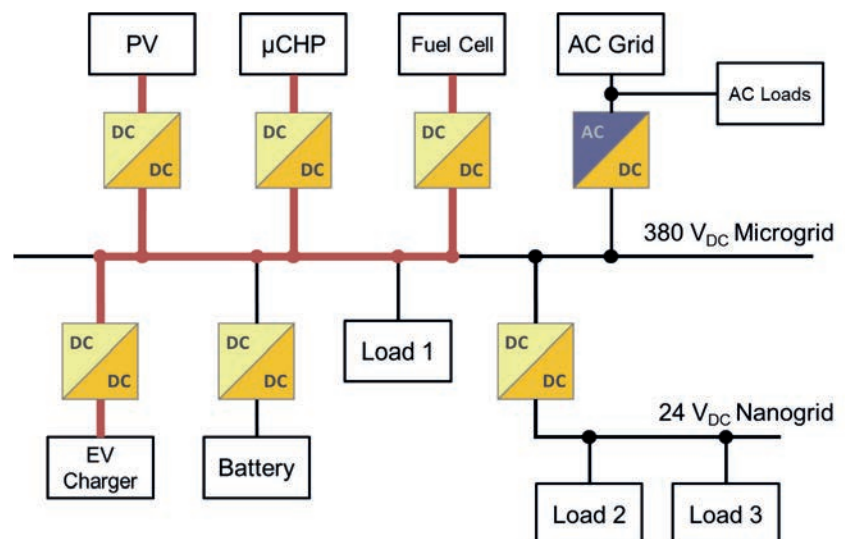 PV
µCHP
Fuel Cell
AC Grid
AC Loads
DC
DC
DC
DC
DC
DC
AC
DC
380 VDC Microgrid
DC
DC
DC
DC
Load 1
DC
DC
24 VDC Nanogrid
EV
Charger
Battery
Load 2
Load 3